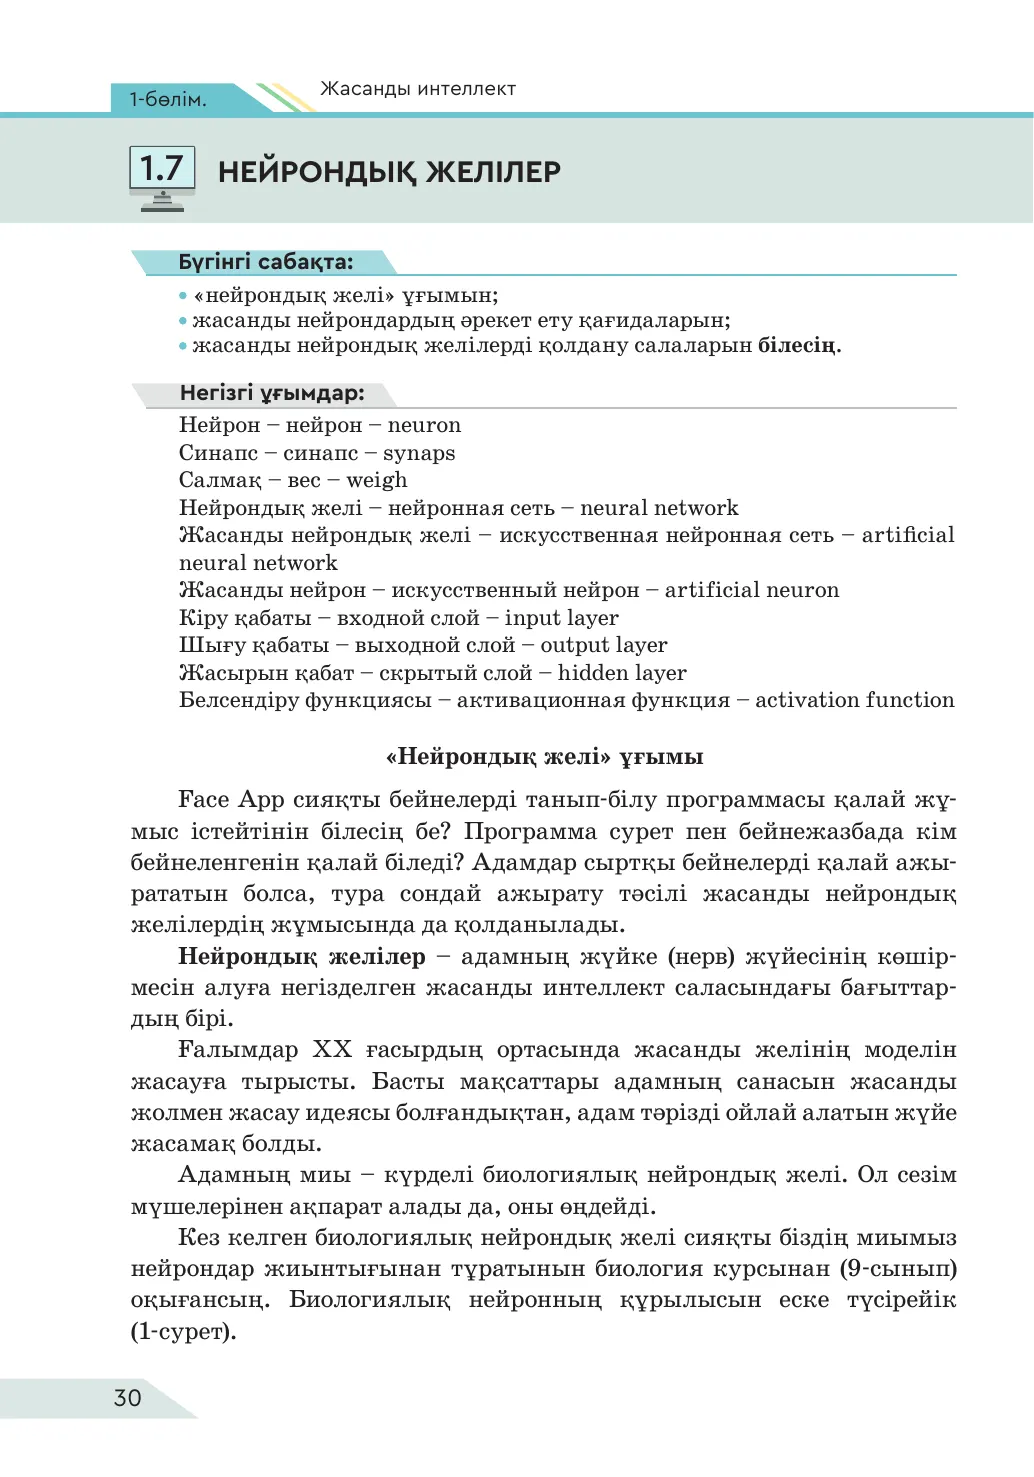 1-бөлім.
Жасанды интеллект
1.7
НЕЙРОНДЫҚ ЖЕЛІЛЕР
Бүгінгі сабақта:
• «нейрондық желі» ұғымын;
• жасанды нейрондардың әрекет ету қағидаларын;
• жасанды нейрондық желілерді қолдану салаларын білесің.
Негізгі ұғымдар:
Нейрон – нейрон – neuron
Синапс – синапс – synaps
Салмақ – вес – weigh
Нейрондық желі – нейронная сеть – neural network
Жасанды нейрондық желі – искусственная нейронная сеть – artificial
neural network
Жасанды нейрон – искусственный нейрон – artificial neuron
Кіру қабаты – входной слой – input layer
Шығу қабаты – выходной слой – output layer
Жасырын қабат – скрытый слой – hidden layer
Белсендіру функциясы – активационная функция – activation function
«Нейрондық желі» ұғымы
Face App сияқты бейнелерді танып-білу программасы қалай жұ-
мыс істейтінін білесің бе? Программа сурет пен бейнежазбада кім
бейнеленгенін қалай біледі? Адамдар сыртқы бейнелерді қалай ажы-
рататын болса, тура сондай ажырату тәсілі жасанды нейрондық
желілердің жұмысында да қолданылады.
Нейрондық желілер – адамның жүйке (нерв) жүйесінің көшір-
месін алуға негізделген жасанды интеллект саласындағы бағыттар-
дың бірі.
Ғалымдар ХХ ғасырдың ортасында жасанды желінің моделін
жасауға тырысты. Басты мақсаттары адамның санасын жасанды
жолмен жасау идеясы болғандықтан, адам тәрізді ойлай алатын жүйе
жасамақ болды.
Адамның миы – күрделі биологиялық нейрондық желі. Ол сезім
мүшелерінен ақпарат алады да, оны өңдейді.
Кез келген биологиялық нейрондық желі сияқты біздің миымыз
нейрондар жиынтығынан тұратынын биология курсынан (9-сынып)
оқығансың. Биологиялық нейронның құрылысын еске түсірейік
(1-сурет).
30